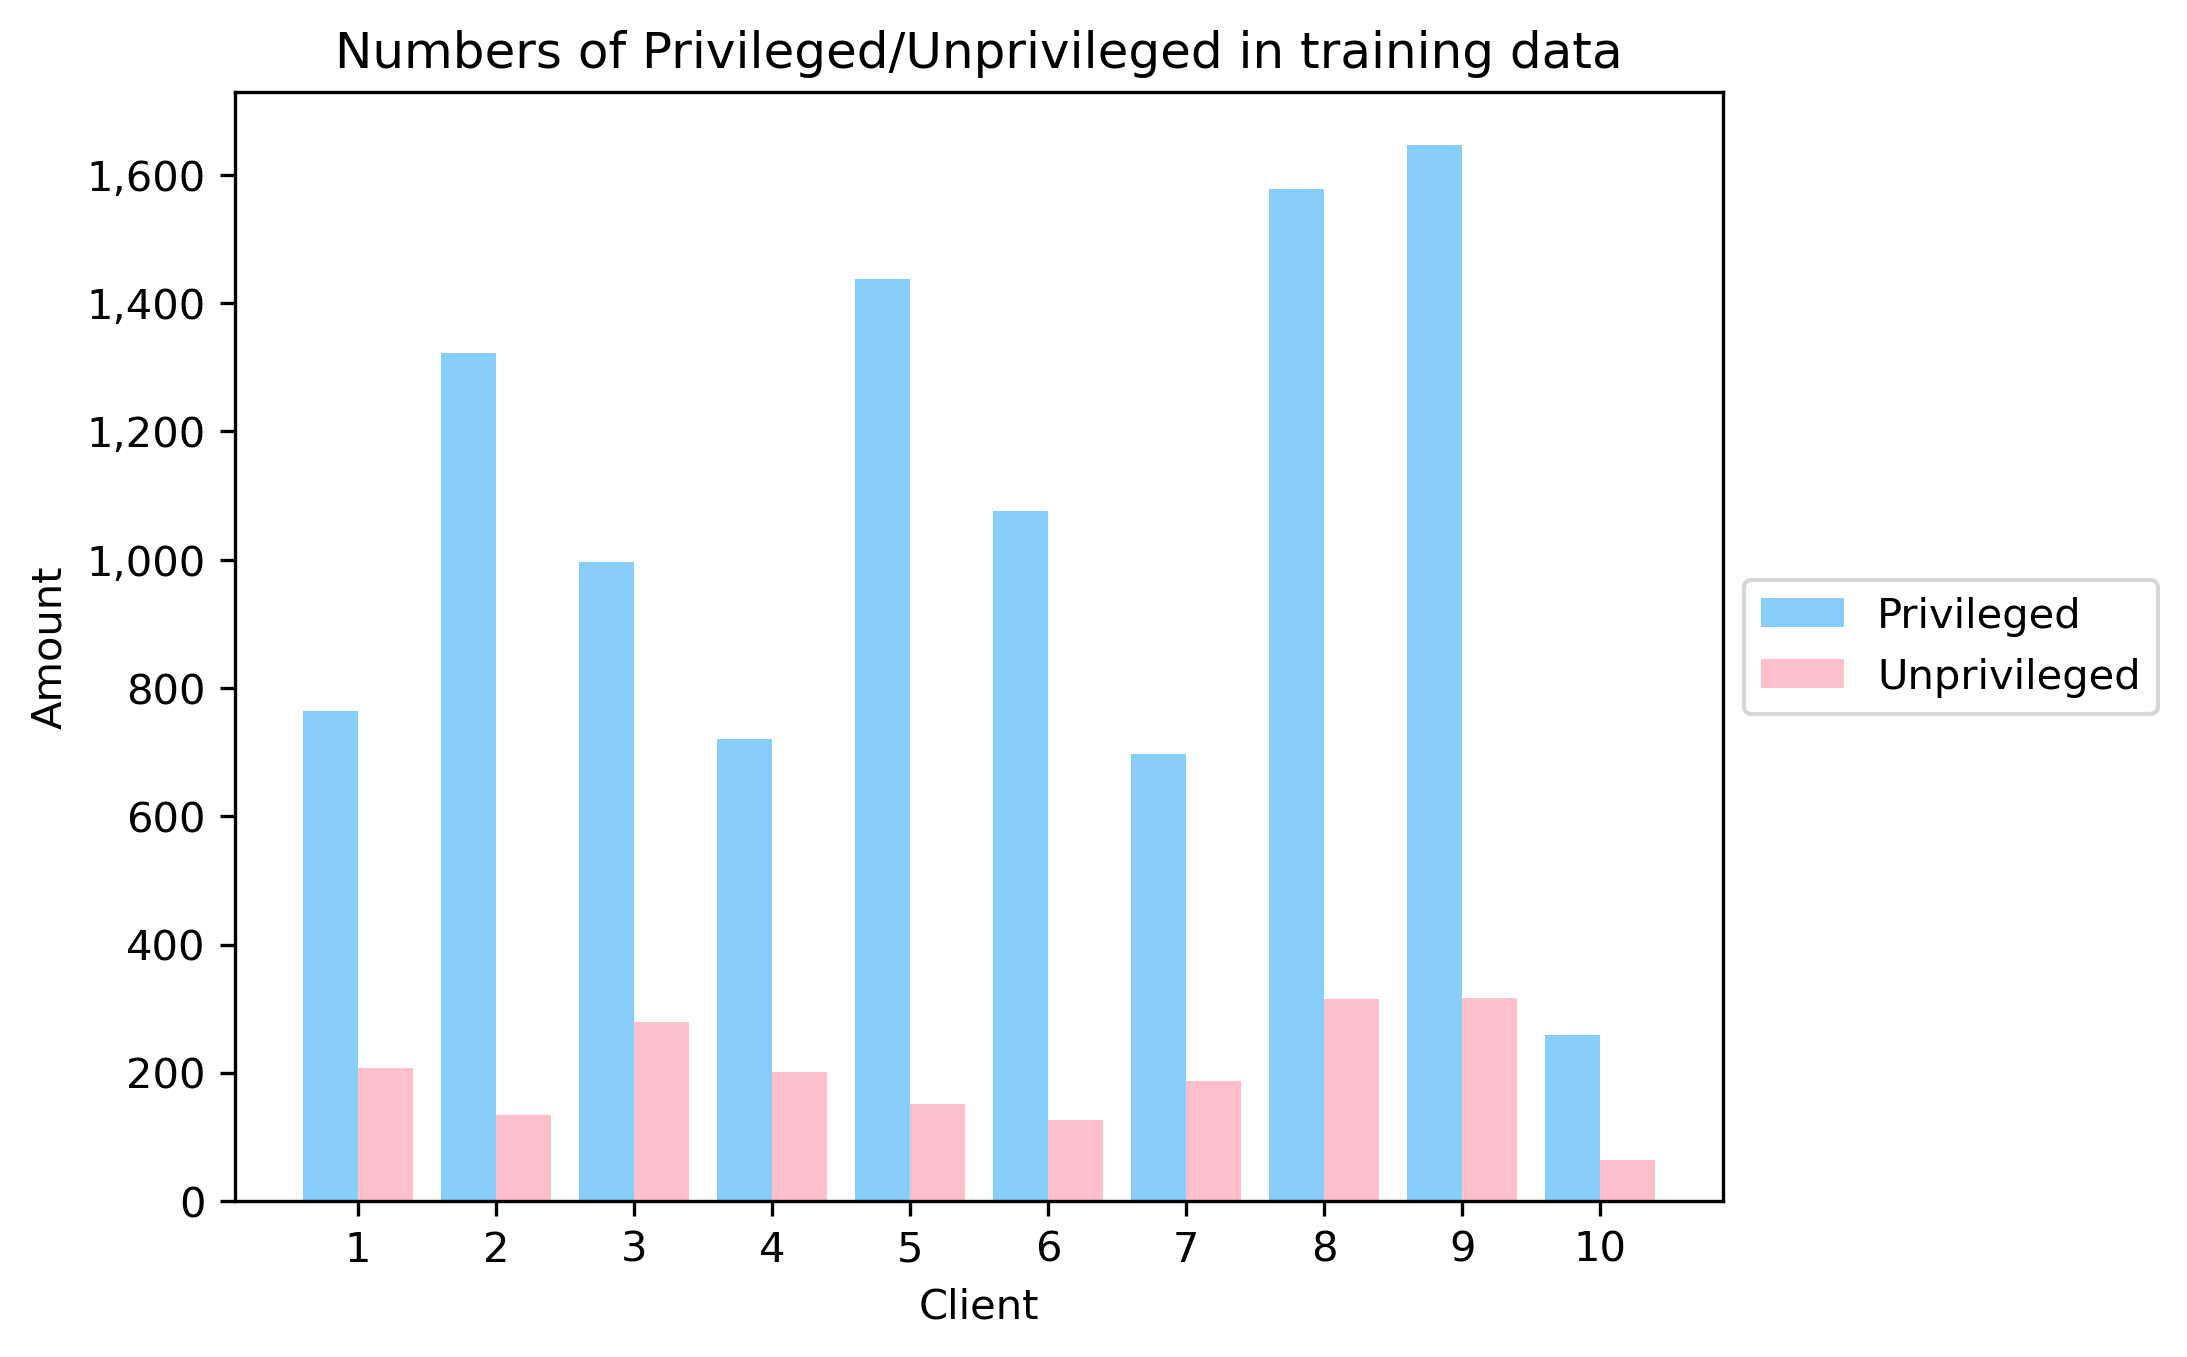 Numbers of Privileged/Unprivileged in training data
1,600
1,400
1,200
1,000
800
600
400
200
0
Amount
1 2 3 4 5 6 7 8 9 10
Client
Privileged
Unprivileged